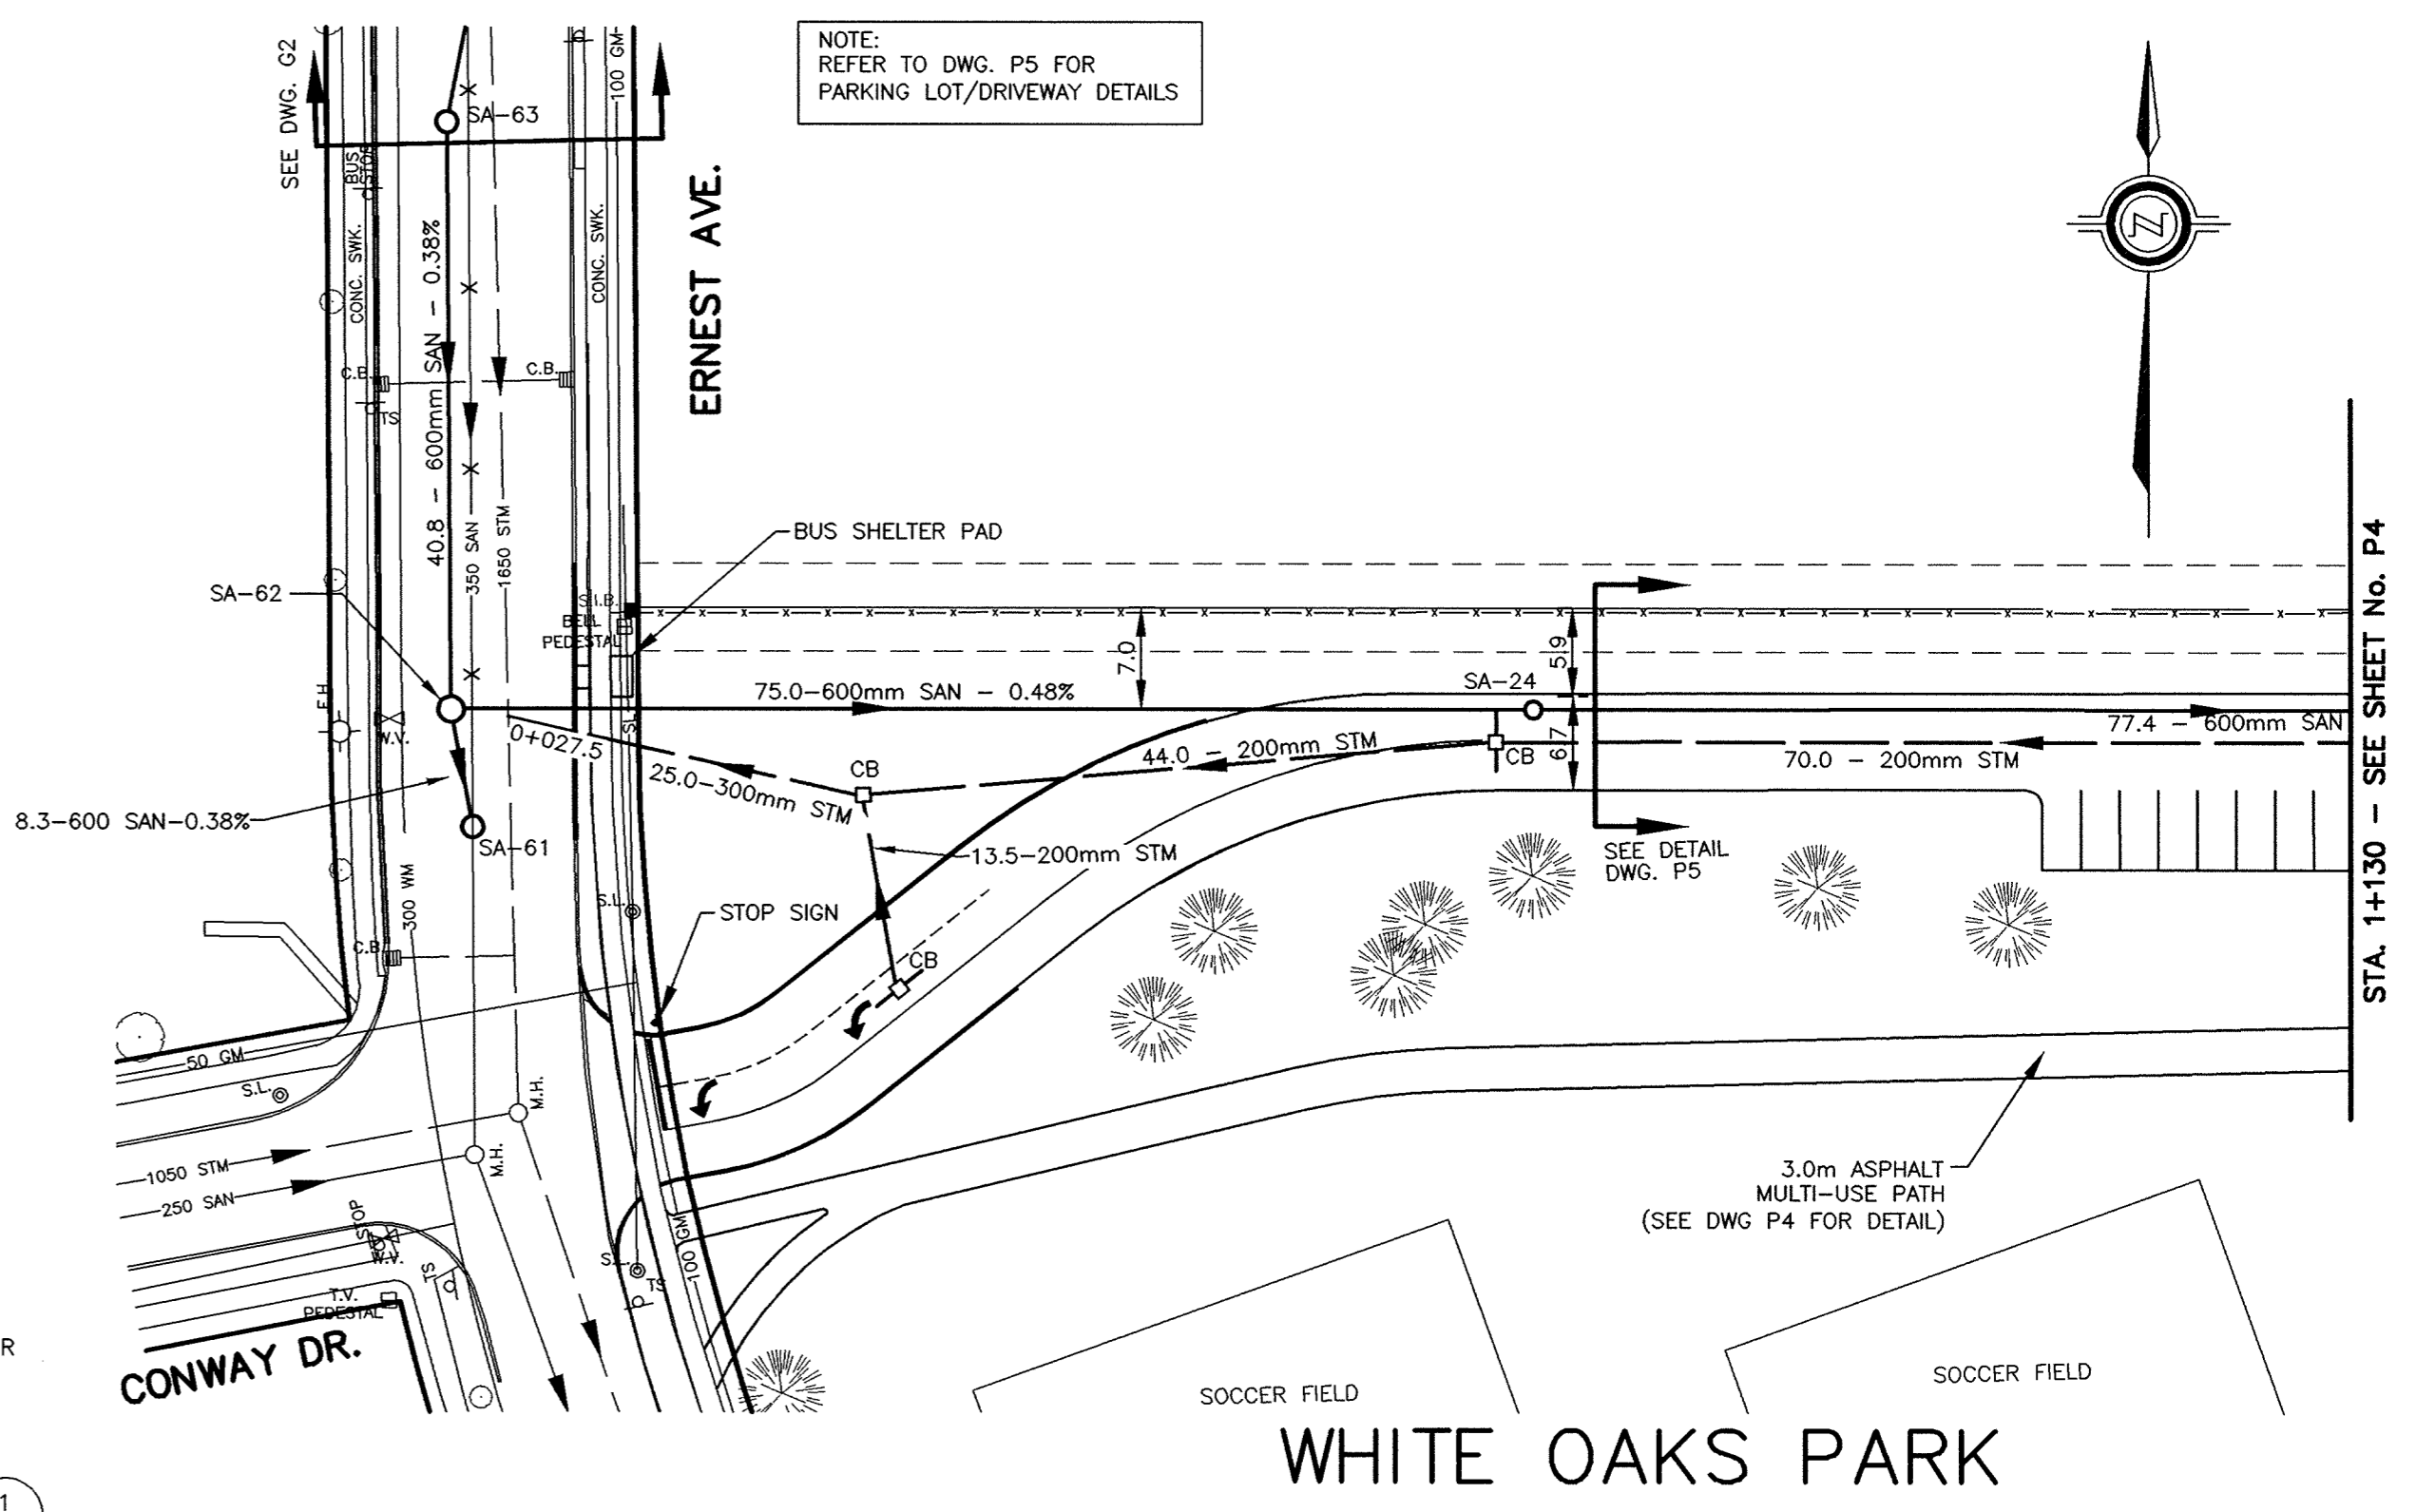 NOTE:
REFER TO DWG. P5 FOR
PARKING LOT/DRIVEWAY DETAILS
SEE DWG. G2
SA-63
100 GM
BUS
STOP
CONC. SWK.
CONC. SWK.
ERNEST AVE.
40.8 - 600mm SAN - 0.38%
C.B.
C.B.
TS
350 SAN
1650 STM
N
BUS SHELTER PAD
SA-62
S.I.B.
BELL
PEDESTAL
7.0
5.9
6.7
F.H.
W.V.
75.0-600mm SAN - 0.48%
SA-24
77.4 - 600mm SAN
S.L.
0+027.5
25.0-300mm STM
CB
44.0 - 200mm STM
CB
70.0 - 200mm STM
STA. 1+130 - SEE SHEET No. P4
8.3-600 SAN-0.38%
SA-61
13.5-200mm STM
SEE DETAIL
DWG. P5
300 WM
S.L.
STOP SIGN
C.B.
CB
50 GM
S.L.
M.H.
M.H.
1050 STM
250 SAN
STOP
W.V.
TS
T.V.
PEDESTAL
CONWAY DR.
S.L.
TS
100 GM
3.0m ASPHALT
MULTI-USE PATH
(SEE DWG P4 FOR DETAIL)
SOCCER FIELD
SOCCER FIELD
WHITE OAKS PARK
R
1